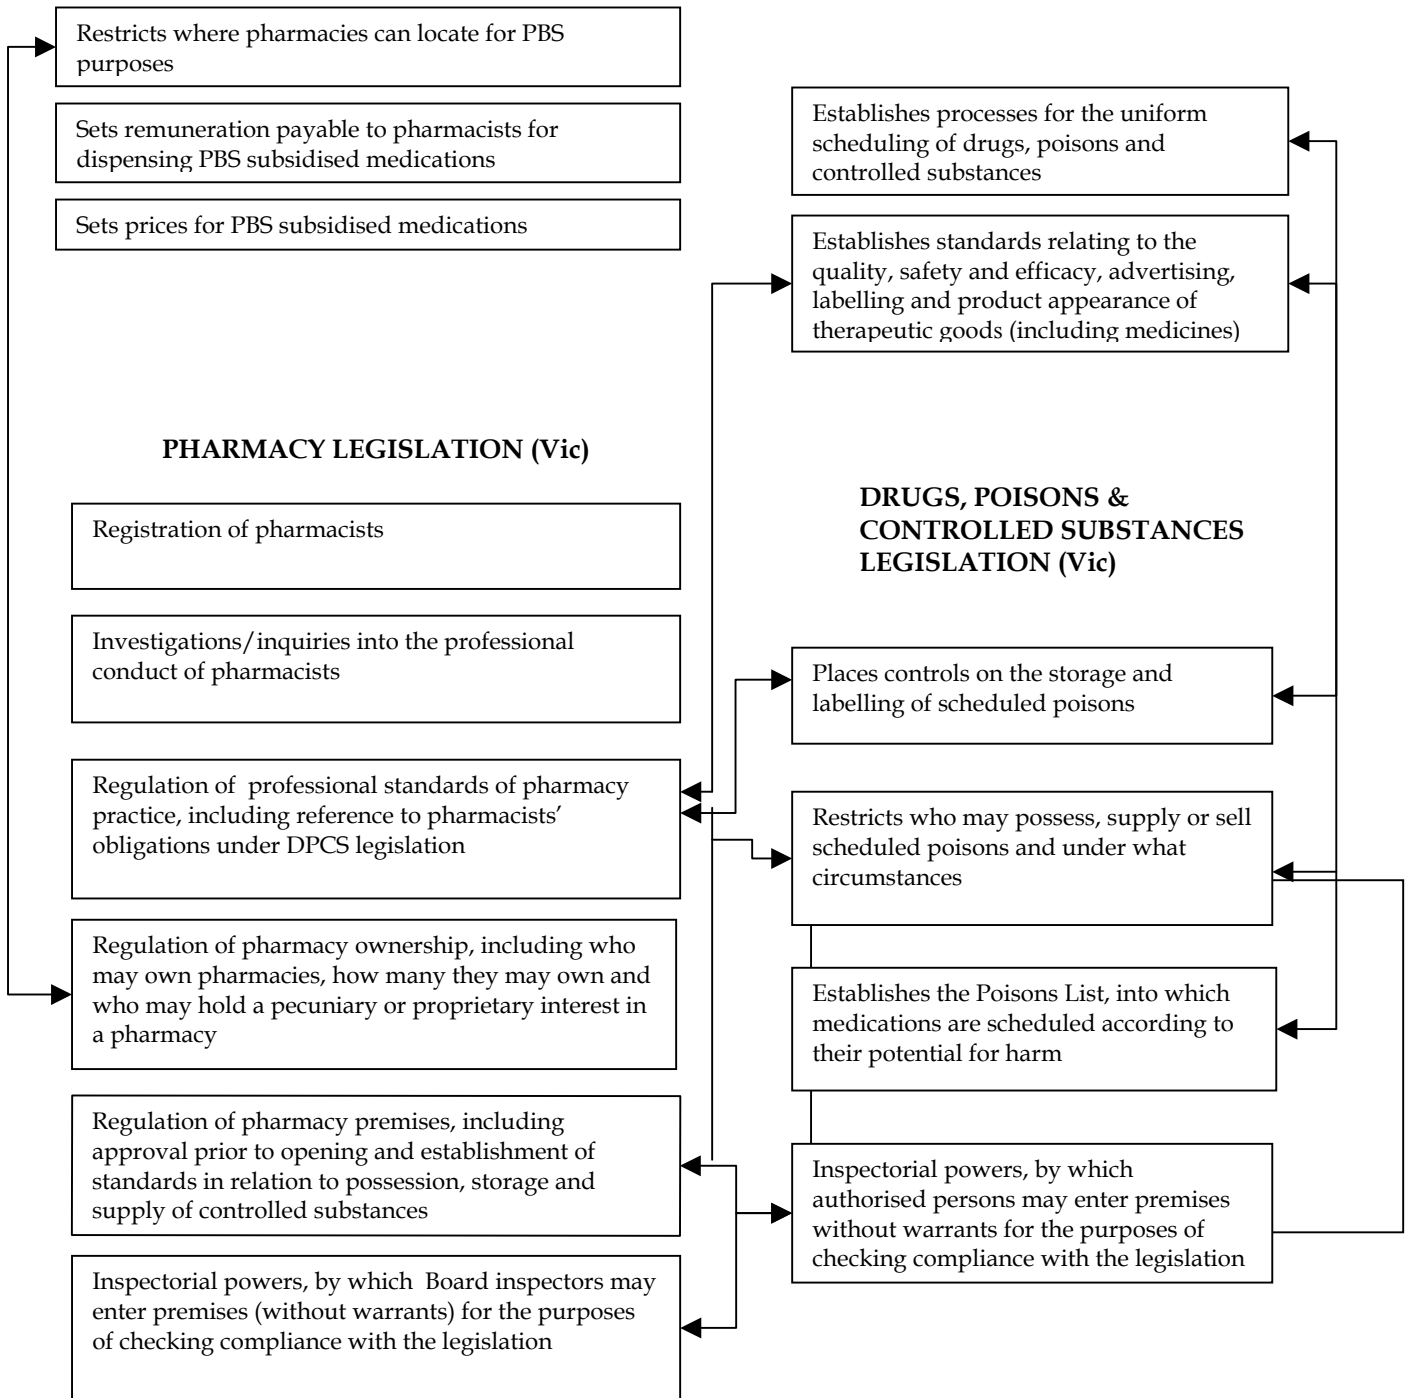 Restricts where pharmacies can locate for PBS
purposes
Sets remuneration payable to pharmacists for
dispensing PBS subsidised medications
Sets prices for PBS subsidised medications
Establishes processes for the uniform
scheduling of drugs, poisons and
controlled substances
Establishes standards relating to the
quality, safety and efficacy, advertising,
labelling and product appearance of
therapeutic goods (including medicines)
PHARMACY LEGISLATION (Vic)
Registration of pharmacists
Investigations/inquiries into the professional
conduct of pharmacists
Regulation of professional standards of pharmacy
practice, including reference to pharmacists’
obligations under DPCS legislation
Regulation of pharmacy ownership, including who
may own pharmacies, how many they may own and
who may hold a pecuniary or proprietary interest in
a pharmacy
Regulation of pharmacy premises, including
approval prior to opening and establishment of
standards in relation to possession, storage and
supply of controlled substances
Inspectorial powers, by which Board inspectors may
enter premises (without warrants) for the purposes
of checking compliance with the legislation
DRUGS, POISONS &
CONTROLLED SUBSTANCES
LEGISLATION (Vic)
Places controls on the storage and
labelling of scheduled poisons
Restricts who may possess, supply or sell
scheduled poisons and under what
circumstances
Establishes the Poisons List, into which
medications are scheduled according to
their potential for harm
Inspectorial powers, by which
authorised persons may enter premises
without warrants for the purposes of
checking compliance with the legislation